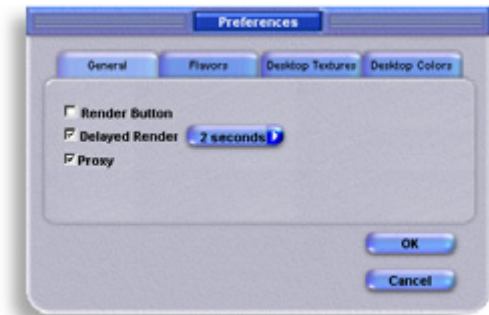 Preferences
General Flavors Desktop Textures Desktop Colors
Render Button
Delayed Render 2 seconds
Proxy
OK
Cancel